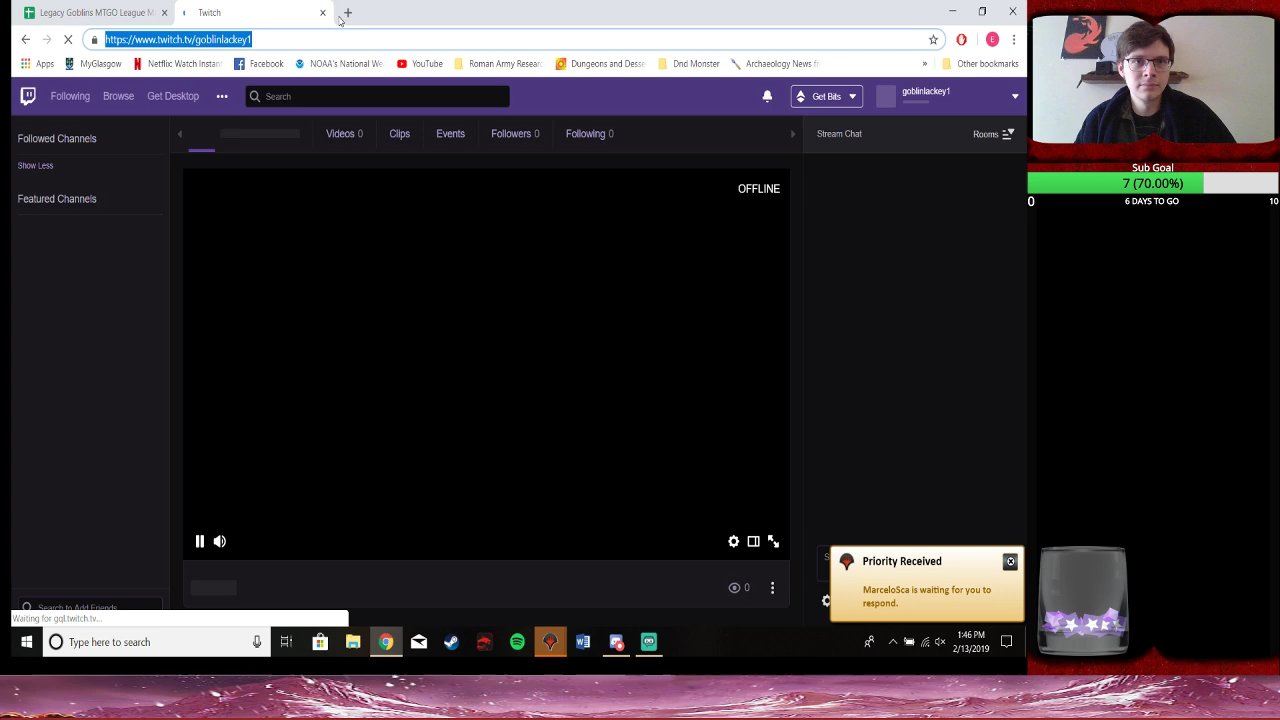 Legacy Goblins MTGO League M
Twitch
https://www.twitch.tv/goblinlackey1
Apps
MyGlasgow
Netflix Watch Instan
Facebook
NOAA's National We
YouTube
Roman Army Resear
Dungeons and Desse
Dnd Monster
Archaeology News fr
»
Other bookmarks
Following
Browse
Get Desktop
Search
Get Bits
goblinlackey1
Followed Channels
Show Less
Featured Channels
Videos 0
Clips
Events
Followers 0
Following 0
Stream Chat
Rooms
OFFLINE
0
Search to Add Friends
Waiting for gql.twitch.tv...
Priority Received
MarceloSca is waiting for you to
respond.
Type here to search
1:46 PM
2/13/2019
Sub Goal
7 (70.00%)
0
6 DAYS TO GO
10